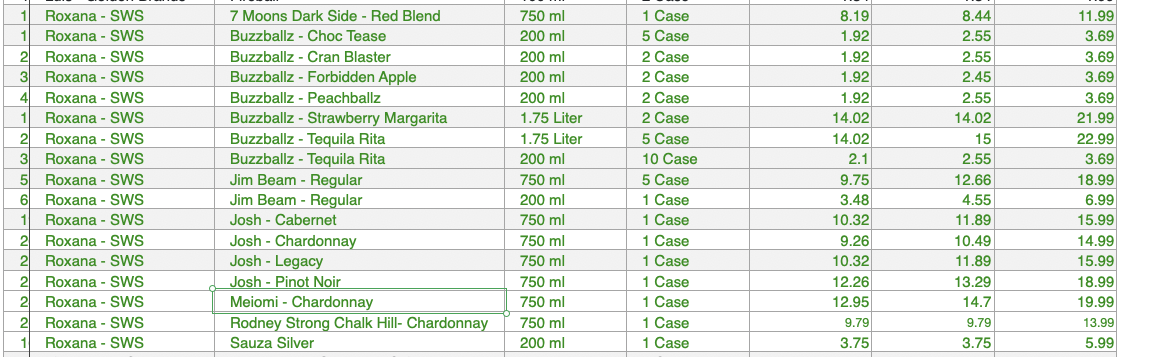 1 Roxana - SWS 7 Moons Dark Side - Red Blend 750 ml 1 Case 8.19 8.44 11.99
1 Roxana - SWS Buzzballz - Choc Tease 200 ml 5 Case 1.92 2.55 3.69
2 Roxana - SWS Buzzballz - Cran Blaster 200 ml 2 Case 1.92 2.55 3.69
3 Roxana - SWS Buzzballz - Forbidden Apple 200 ml 2 Case 1.92 2.45 3.69
4 Roxana - SWS Buzzballz - Peachballz 200 ml 2 Case 1.92 2.55 3.69
1 Roxana - SWS Buzzballz - Strawberry Margarita 1.75 Liter 2 Case 14.02 14.02 21.99
2 Roxana - SWS Buzzballz - Tequila Rita 1.75 Liter 5 Case 14.02 15 22.99
3 Roxana - SWS Buzzballz - Tequila Rita 200 ml 10 Case 2.1 2.55 3.69
5 Roxana - SWS Jim Beam - Regular 750 ml 5 Case 9.75 12.66 18.99
6 Roxana - SWS Jim Beam - Regular 200 ml 1 Case 3.48 4.55 6.99
1 Roxana - SWS Josh - Cabernet 750 ml 1 Case 10.32 11.89 15.99
2 Roxana - SWS Josh - Chardonnay 750 ml 1 Case 9.26 10.49 14.99
2 Roxana - SWS Josh - Legacy 750 ml 1 Case 10.32 11.89 15.99
2 Roxana - SWS Josh - Pinot Noir 750 ml 1 Case 12.26 13.29 18.99
2 Roxana - SWS Meiomi - Chardonnay 750 ml 1 Case 12.95 14.7 19.99
2 Roxana - SWS Rodney Strong Chalk Hill- Chardonnay 750 ml 1 Case 9.79 9.79 13.99
1 Roxana - SWS Sauza Silver 200 ml 1 Case 3.75 3.75 5.99